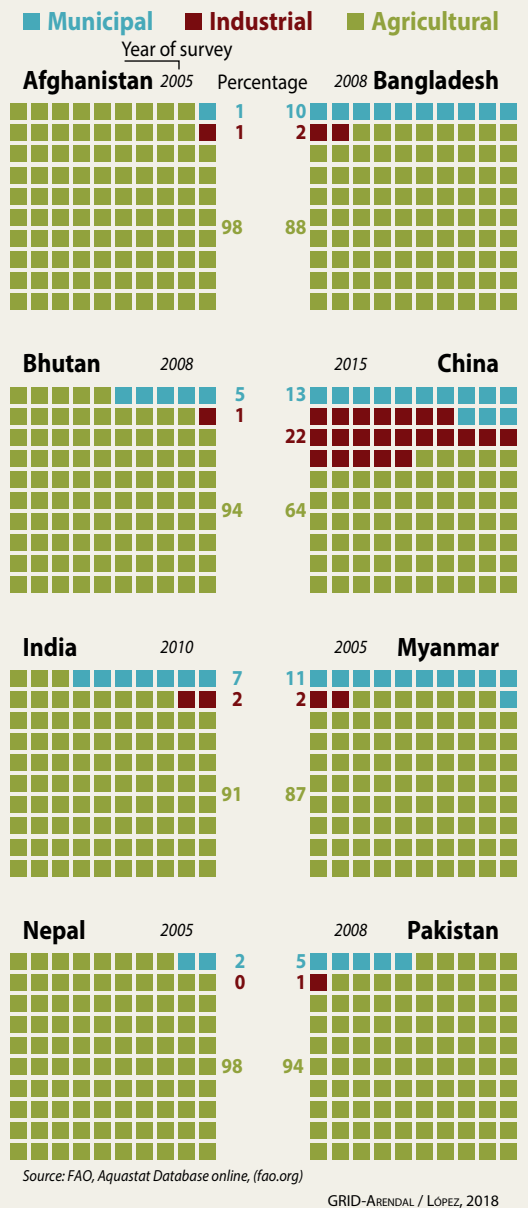 Municipal Industrial Agricultural
Year of survey
Afghanistan 2005 Percentage 2008 Bangladesh
1 10
1 2
98 88
Bhutan 2008 2015 China
5 13
1
22
94 64
India 2010 2005 Myanmar
7 11
2 2
91 87
Nepal 2005 2008 Pakistan
2 5
0 1
98 94
Source: FAO, Aquastat Database online, (fao.org)
GRID-Arendal / López, 2018